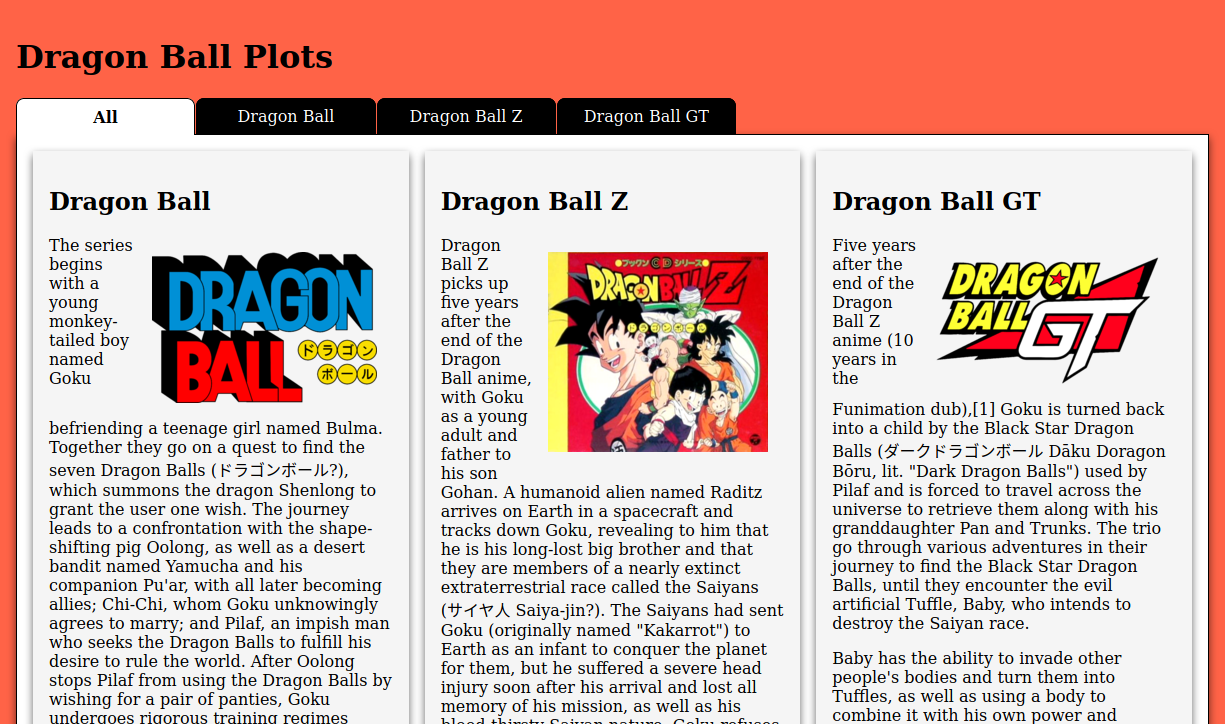 Dragon Ball Plots
All
Dragon Ball
Dragon Ball Z
Dragon Ball GT
Dragon Ball
The series
begins
with a
young
monkey-
tailed boy
named
Goku
DRAGON
BALL
ドラゴン
ボール
befriending a teenage girl named Bulma.
Together they go on a quest to find the
seven Dragon Balls (ドラゴンボール?),
which summons the dragon Shenlong to
grant the user one wish. The journey
leads to a confrontation with the shape-
shifting pig Oolong, as well as a desert
bandit named Yamucha and his
companion Pu'ar, with all later becoming
allies; Chi-Chi, whom Goku unknowingly
agrees to marry; and Pilaf, an impish man
who seeks the Dragon Balls to fulfill his
desire to rule the world. After Oolong
stops Pilaf from using the Dragon Balls by
wishing for a pair of panties, Goku
undergoes rigorous training regimes
Dragon Ball Z
Dragon
Ball Z
picks up
five years
after the
end of the
Dragon
Ball anime,
with Goku
as a young
adult and
father to
his son
ブックン CD シリーズ
DRAGON BALL Z
ドラゴンボール
Gohan. A humanoid alien named Raditz
arrives on Earth in a spacecraft and
tracks down Goku, revealing to him that
he is his long-lost big brother and that
they are members of a nearly extinct
extraterrestrial race called the Saiyans
(サイヤ人 Saiya-jin?). The Saiyans had sent
Goku (originally named "Kakarrot") to
Earth as an infant to conquer the planet
for them, but he suffered a severe head
injury soon after his arrival and lost all
memory of his mission, as well as his
blood-thirsty Saiyan nature. Goku refuses
Dragon Ball GT
Five years
after the
end of the
Dragon
Ball Z
anime (10
years in
the
DRAGON
BALL
GT
Funimation dub),[1] Goku is turned back
into a child by the Black Star Dragon
Balls (ダークドラゴンボール Dāku Doragon
Bōru, lit. "Dark Dragon Balls") used by
Pilaf and is forced to travel across the
universe to retrieve them along with his
granddaughter Pan and Trunks. The trio
go through various adventures in their
journey to find the Black Star Dragon
Balls, until they encounter the evil
artificial Tuffle, Baby, who intends to
destroy the Saiyan race.
Baby has the ability to invade other
people's bodies and turn them into
Tuffles, as well as using a body to
combine it with his own power and